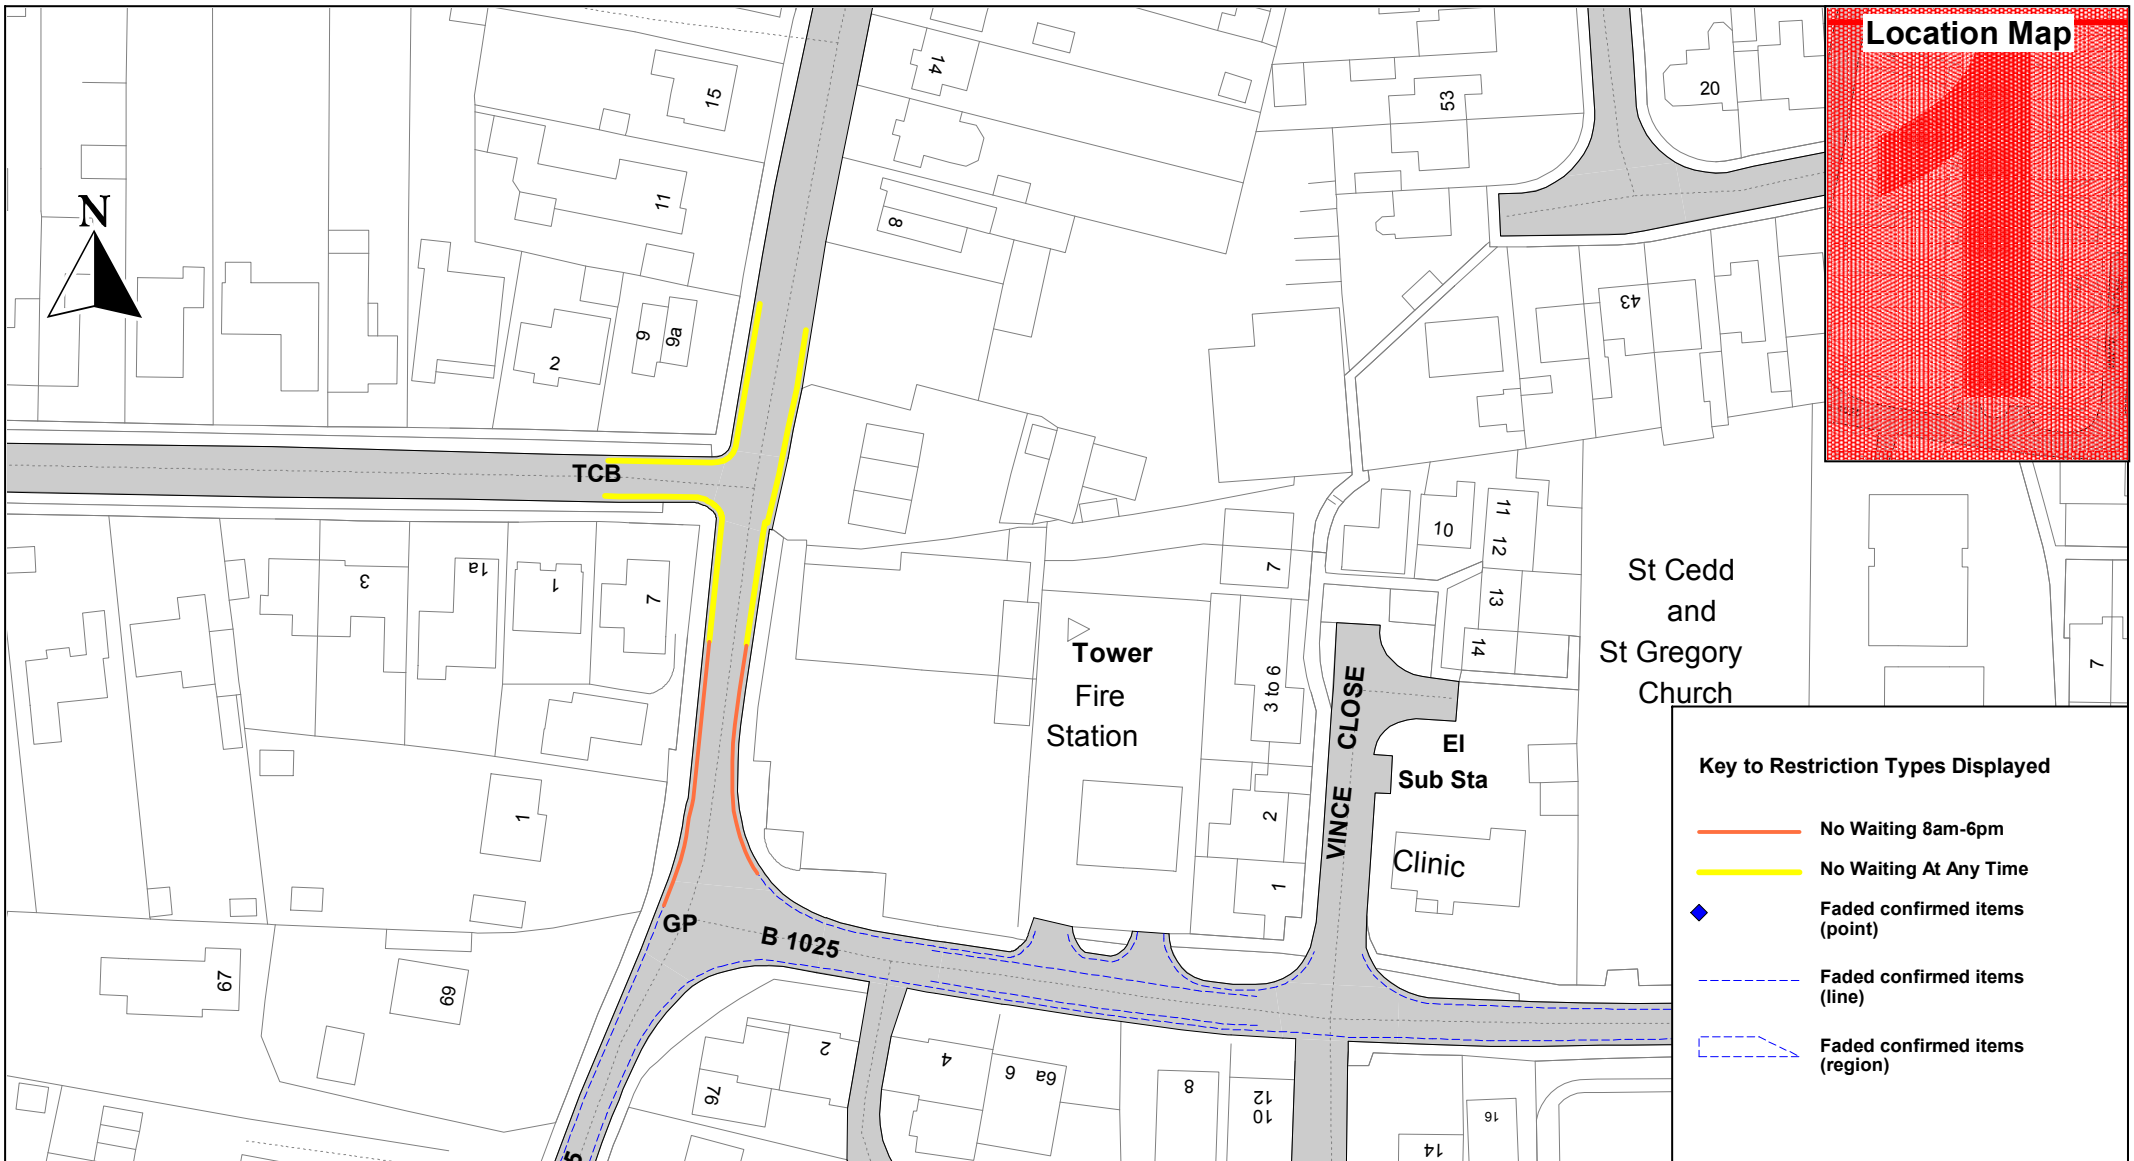 Location Map
N
15
14
53
20
11
8
43
2
9
9a
TCB
3
1a
1
7
10
11
12
13
14
7
St Cedd
and
St Gregory
Church
Tower
Fire
Station
3 to 6
VINCE CLOSE
El
Sub Sta
7
1
2
1
Clinic
GP
B 1025
67
69
2
76
4
6
6a
8
12
10
14
16
Key to Restriction Types Displayed
No Waiting 8am-6pm
No Waiting At Any Time
Faded confirmed items
(point)
Faded confirmed items
(line)
Faded confirmed items
(region)